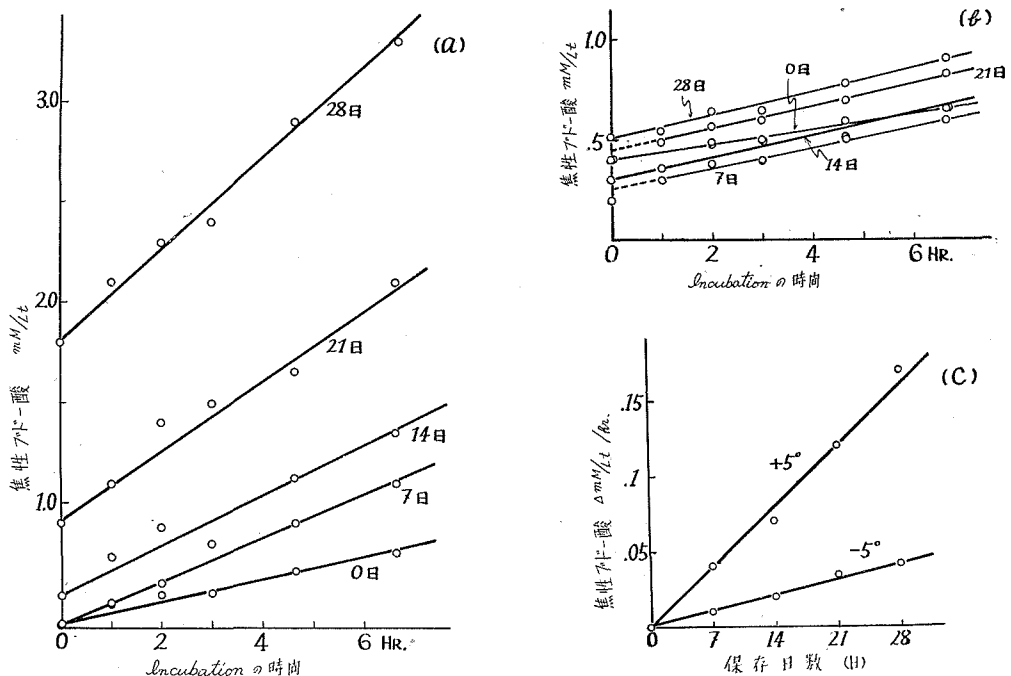 (a)
3.0
2.0
1.0
焦性ブドー酸 mM/Lt
28日
21日
14日
7日
0日
0 2 4 6 HR.
Incubationの時間
(b)
1.0
.5
焦性ブドー酸 mM/Lt
28日
0日
21日
14日
7日
0 2 4 6 HR.
Incubationの時間
(C)
.15
.1
.05
焦性ブドー酸 ΔmM/Lt/hr.
+5°
-5°
0 7 14 21 28
保存日数 (H)